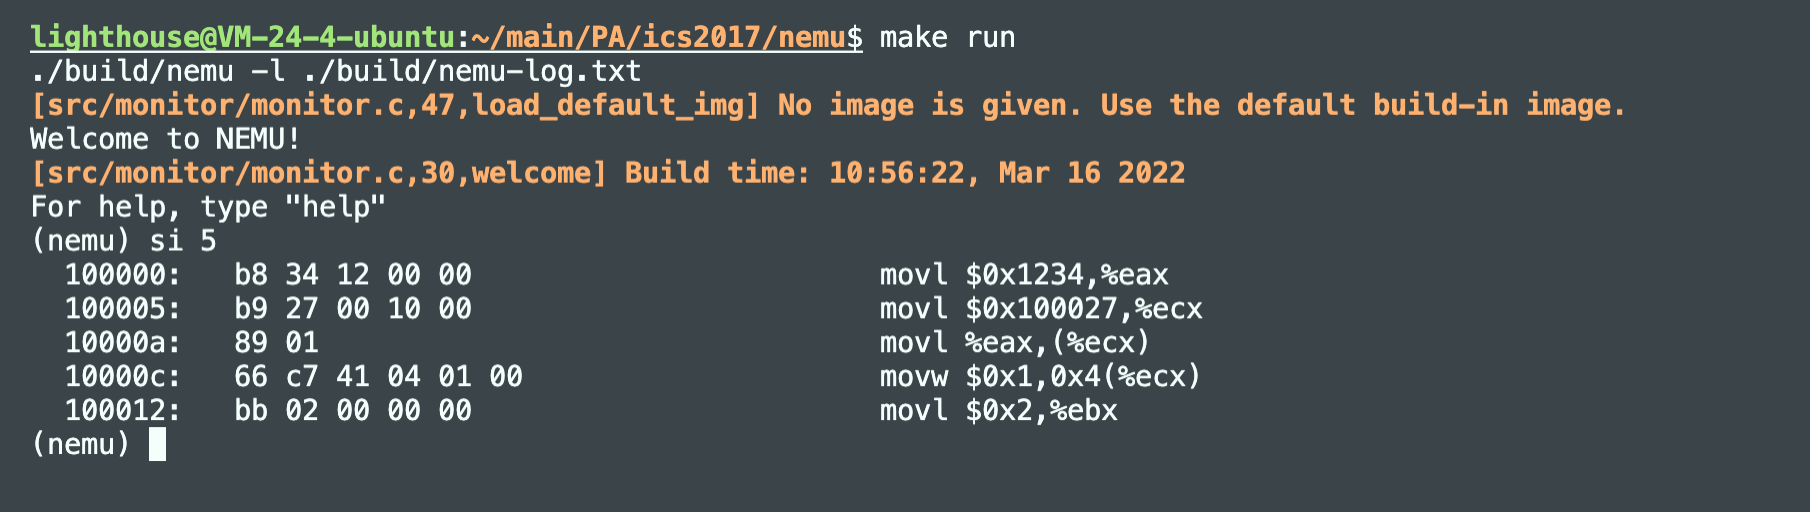 lighthouse@VM-24-4-ubuntu:~/main/PA/ics2017/nemu$ make run
./build/nemu -l ./build/nemu-log.txt
[src/monitor/monitor.c,47,load_default_img] No image is given. Use the default build-in image.
Welcome to NEMU!
[src/monitor/monitor.c,30,welcome] Build time: 10:56:22, Mar 16 2022
For help, type "help"
(nemu) si 5
  100000:   b8 34 12 00 00                        movl $0x1234,%eax
  100005:   b9 27 00 10 00                        movl $0x100027,%ecx
  10000a:   89 01                                 movl %eax,(%ecx)
  10000c:   66 c7 41 04 01 00                     movw $0x1,0x4(%ecx)
  100012:   bb 02 00 00 00                        movl $0x2,%ebx
(nemu)